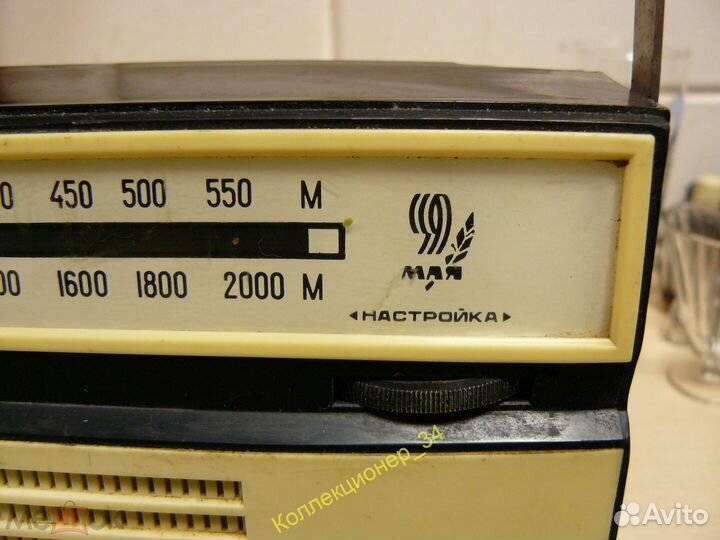 450 500 550 М
9
мая
1600 1800 2000 М
◂НАСТРОЙКА▸
Коллекционер_34
Avito